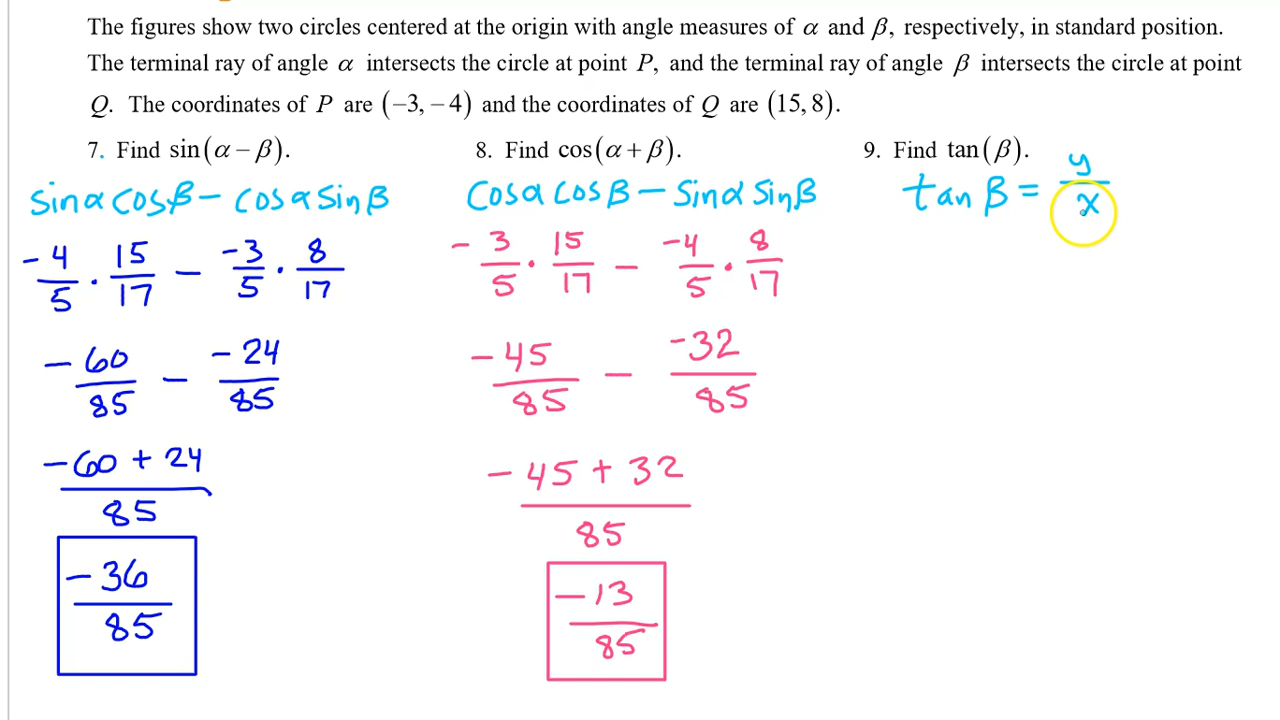 The figures show two circles centered at the origin with angle measures of α and β, respectively, in standard position.
The terminal ray of angle α intersects the circle at point P, and the terminal ray of angle β intersects the circle at point
Q. The coordinates of P are (−3, −4) and the coordinates of Q are (15, 8).
7. Find sin(α − β).
sinα cosβ − cosα sinβ
-4/5 · 15/17 − -3/5 · 8/17
-60/85 − -24/85
-60 + 24/85
-36/85
8. Find cos(α + β).
cosα cosβ − sinα sinβ
-3/5 · 15/17 − -4/5 · 8/17
-45/85 − -32/85
-45 + 32/85
-13/85
9. Find tan(β).
tan β = y/x